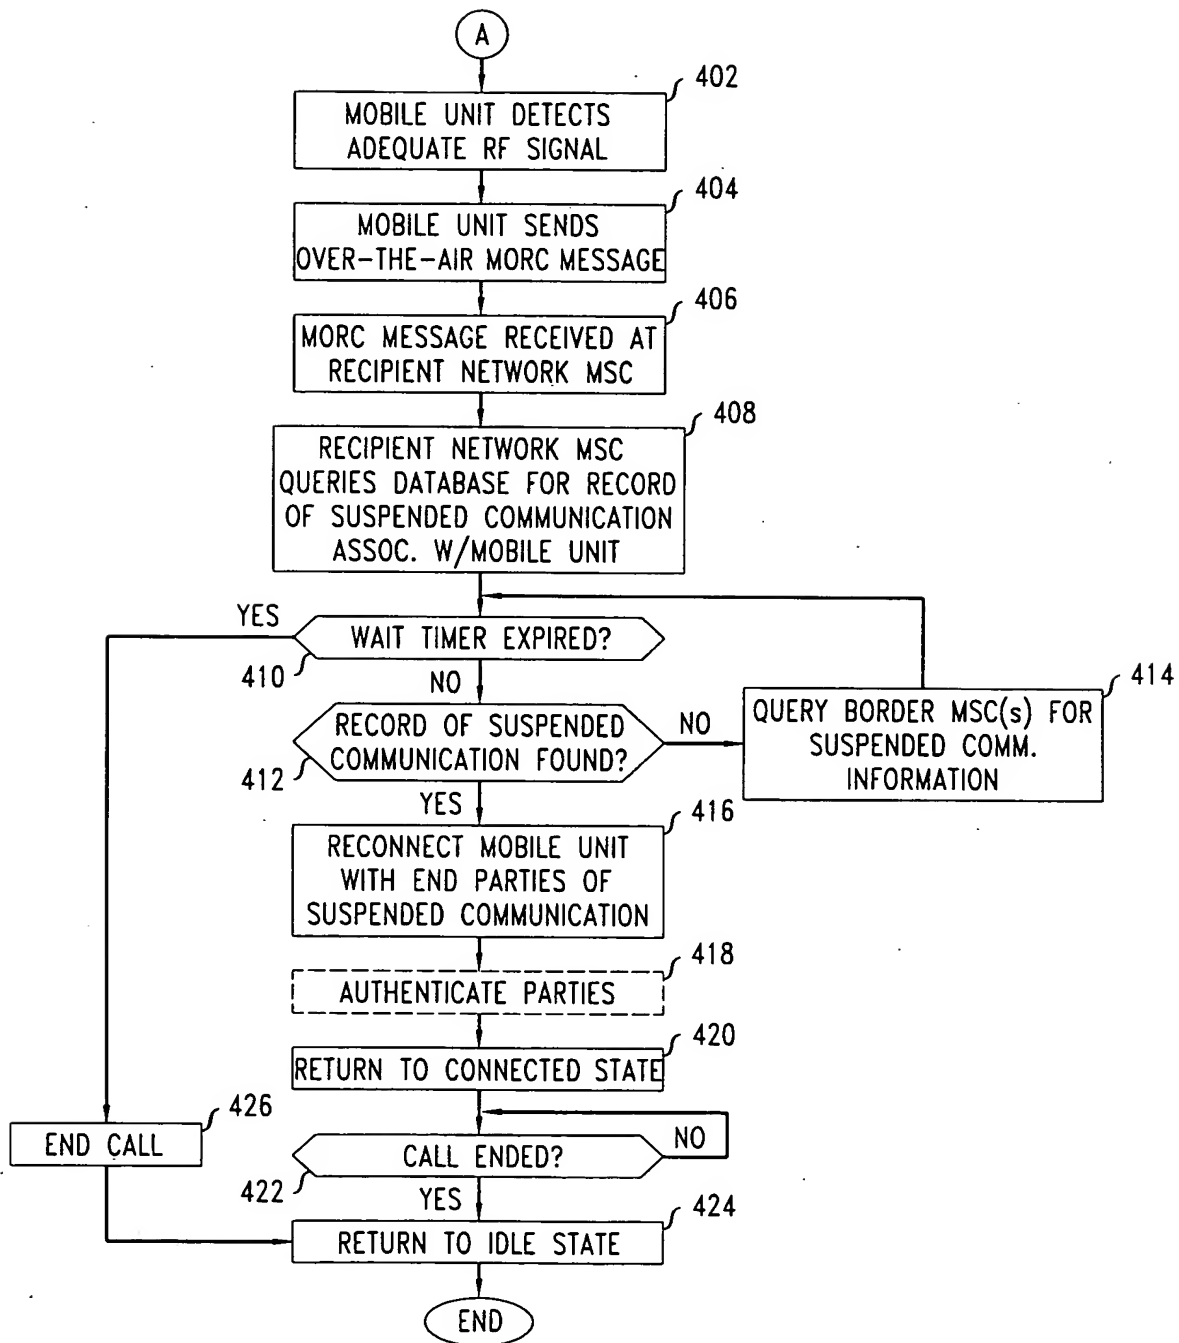 A
402
MOBILE UNIT DETECTS
ADEQUATE RF SIGNAL
404
MOBILE UNIT SENDS
OVER-THE-AIR MORC MESSAGE
406
MORC MESSAGE RECEIVED AT
RECIPIENT NETWORK MSC
408
RECIPIENT NETWORK MSC
QUERIES DATABASE FOR RECORD
OF SUSPENDED COMMUNICATION
ASSOC. W/MOBILE UNIT
YES
WAIT TIMER EXPIRED?
410
NO
RECORD OF SUSPENDED
COMMUNICATION FOUND?
412
NO
414
QUERY BORDER MSC(s) FOR
SUSPENDED COMM.
INFORMATION
YES
416
RECONNECT MOBILE UNIT
WITH END PARTIES OF
SUSPENDED COMMUNICATION
418
AUTHENTICATE PARTIES
420
RETURN TO CONNECTED STATE
426
END CALL
CALL ENDED?
NO
422
YES
424
RETURN TO IDLE STATE
END